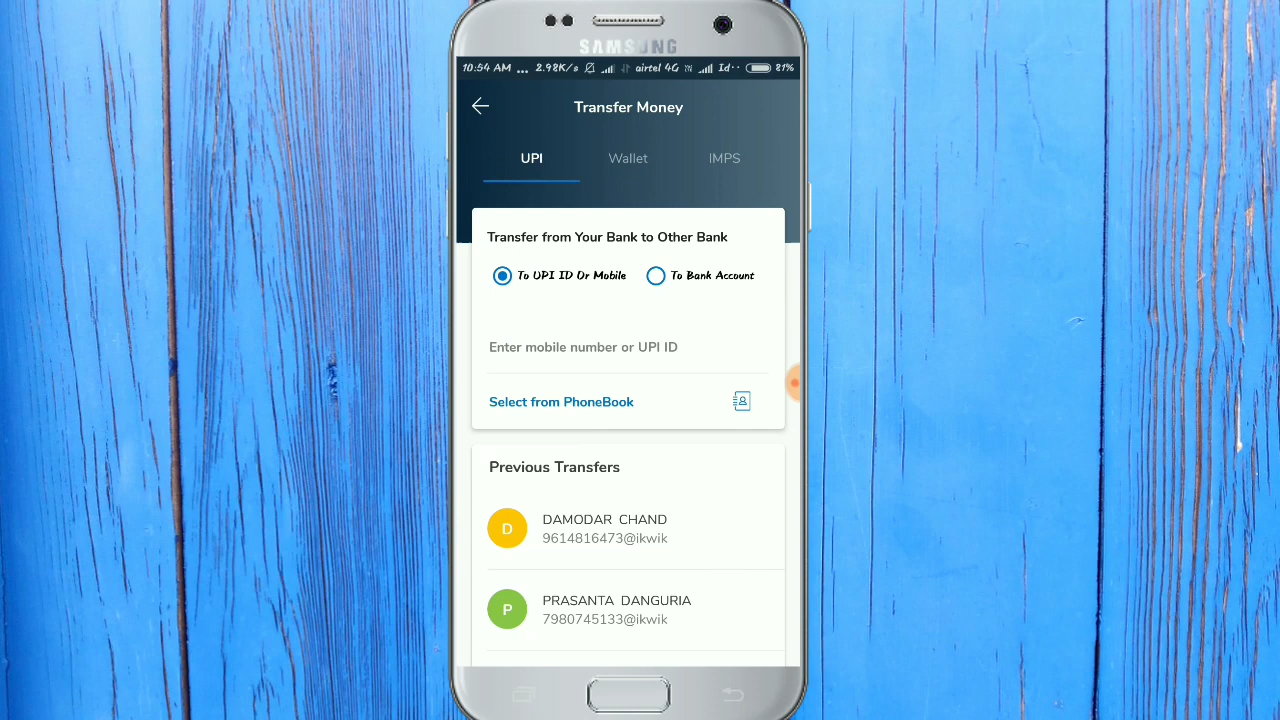 SAMSUNG
10:54 AM ... 2.98K/s airtel 4G Id·· 81%
Transfer Money
UPI Wallet IMPS
Transfer from Your Bank to Other Bank
To UPI ID Or Mobile To Bank Account
Enter mobile number or UPI ID
Select from PhoneBook
Previous Transfers
D DAMODAR CHAND
9614816473@ikwik
P PRASANTA DANGURIA
7980745133@ikwik